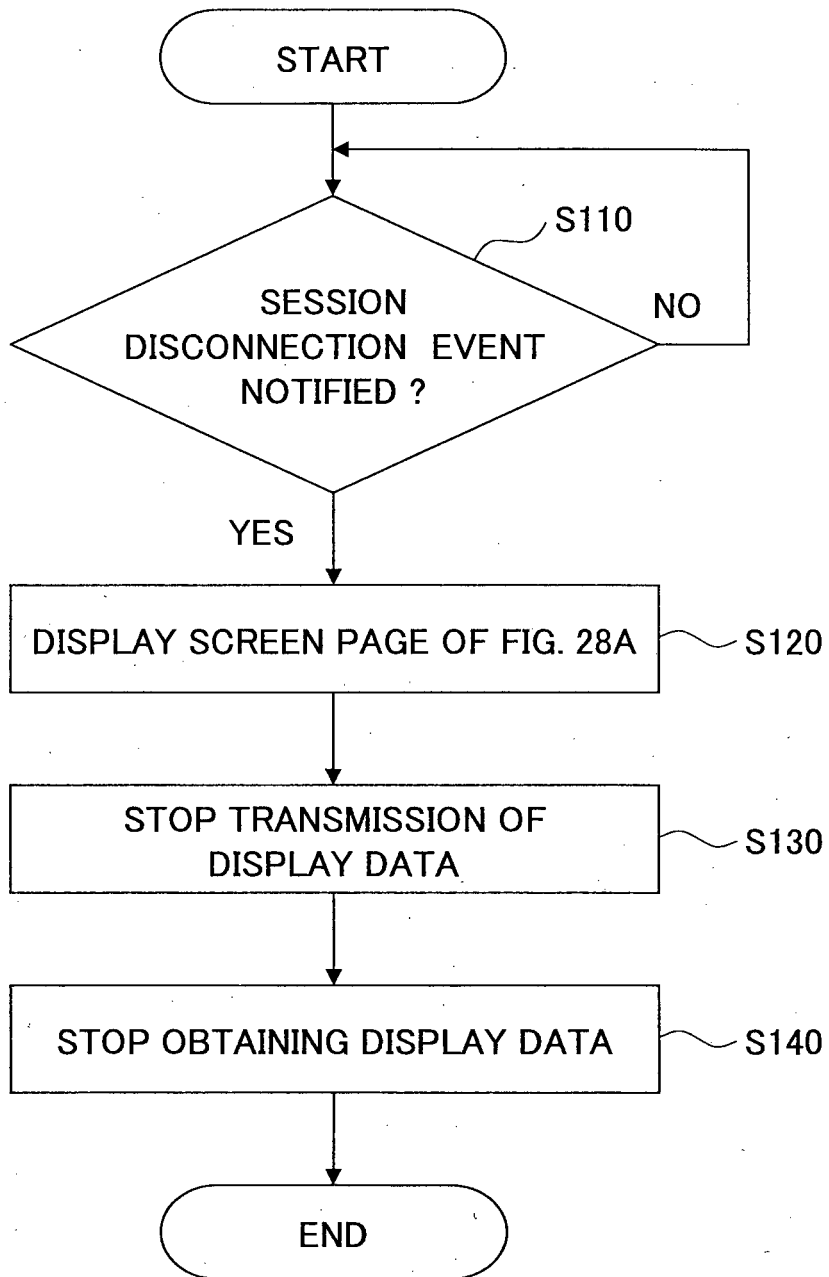 START
S110
SESSION
DISCONNECTION EVENT
NOTIFIED ?
NO
YES
DISPLAY SCREEN PAGE OF FIG. 28A
S120
STOP TRANSMISSION OF
DISPLAY DATA
S130
STOP OBTAINING DISPLAY DATA
S140
END